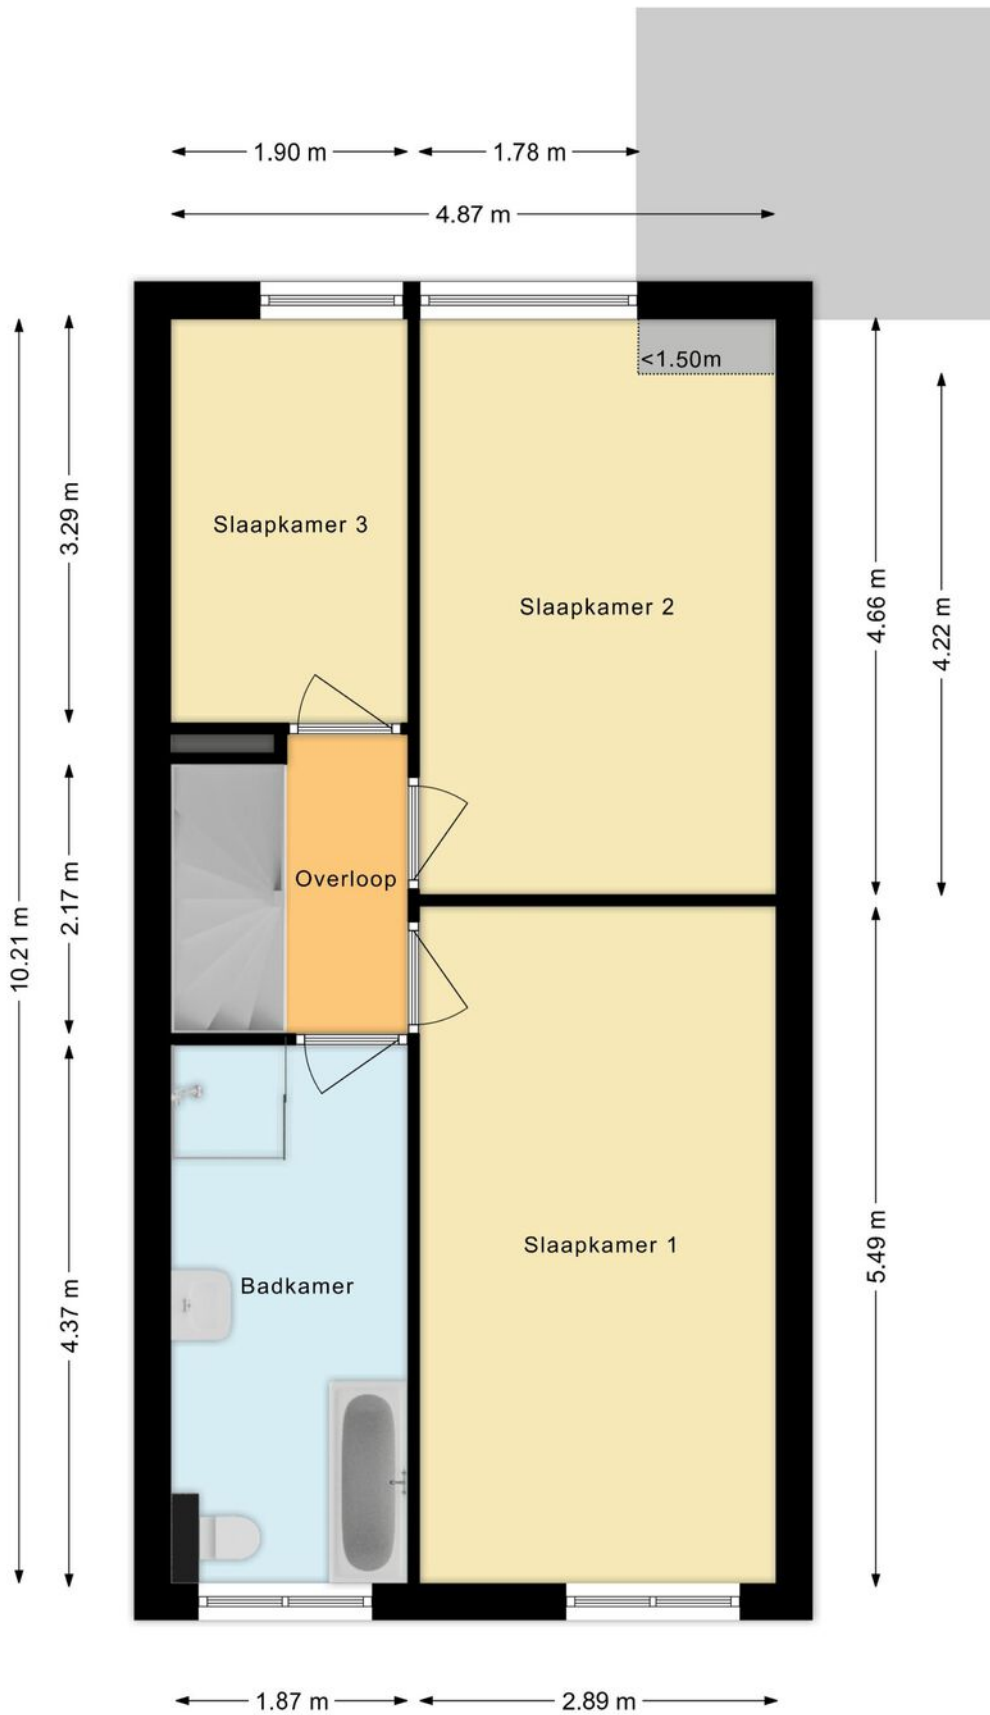 1.90 m
1.78 m
4.87 m
<1.50m
3.29 m
Slaapkamer 3
Slaapkamer 2
4.66 m
4.22 m
Overloop
2.17 m
10.21 m
Slaapkamer 1
5.49 m
Badkamer
4.37 m
1.87 m
2.89 m